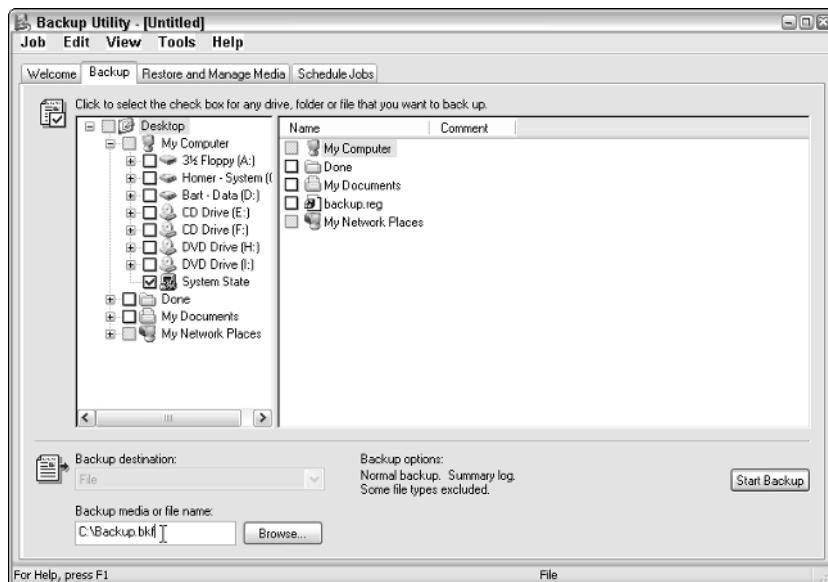 Backup Utility - [Untitled]
Job Edit View Tools Help
Welcome Backup Restore and Manage Media Schedule Jobs
Click to select the check box for any drive, folder or file that you want to back up.
Desktop
My Computer
3½ Floppy (A:)
Homer - System ((
Bart - Data (D:)
CD Drive (E:)
CD Drive (F:)
DVD Drive (H:)
DVD Drive (I:)
System State
Done
My Documents
My Network Places
Name Comment
My Computer
Done
My Documents
backup.reg
My Network Places
Backup destination:
File
Backup media or file name:
C:\Backup.bkf
Browse...
Backup options:
Normal backup. Summary log.
Some file types excluded.
Start Backup
For Help, press F1 File